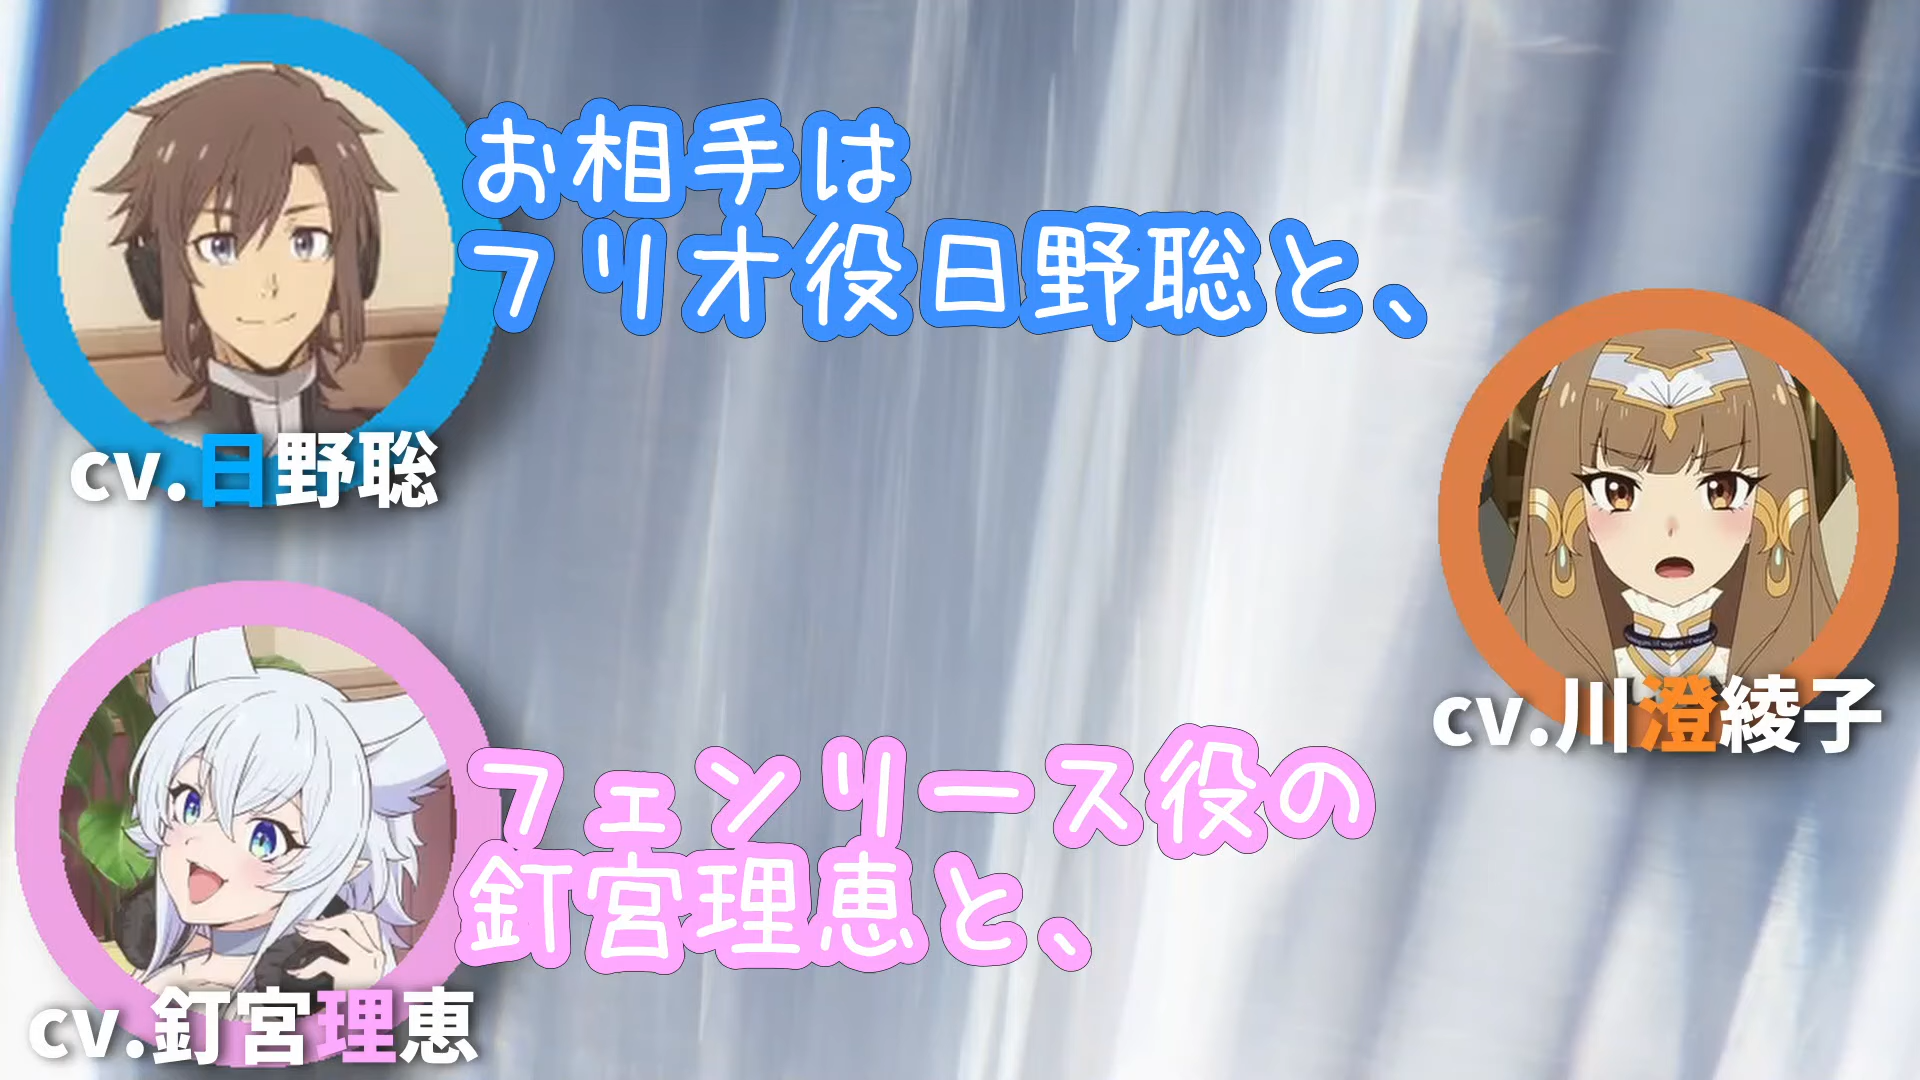 お相手は
フリオ役日野聡と、
cv.日野聡
cv.川澄綾子
フェンリース役の
釘宮理恵と、
cv.釘宮理恵